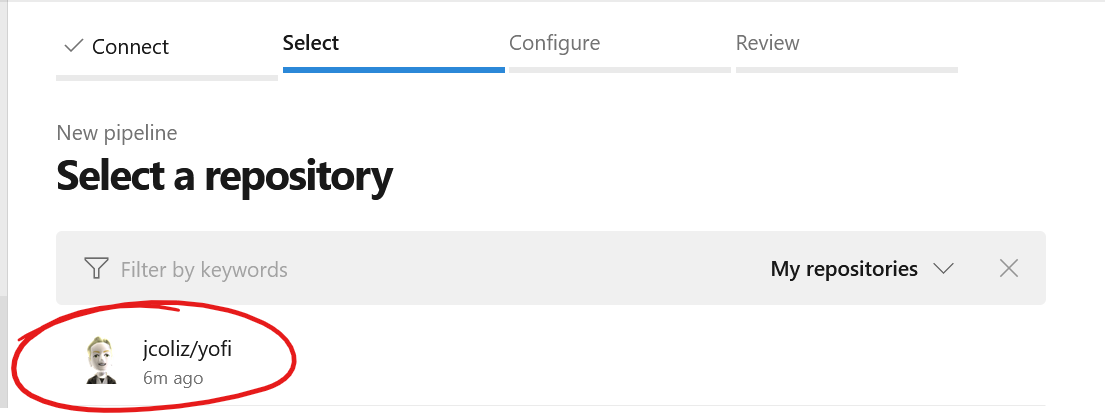 Connect Select Configure Review
New pipeline
Select a repository
Filter by keywords My repositories
jcoliz/yofi
6m ago